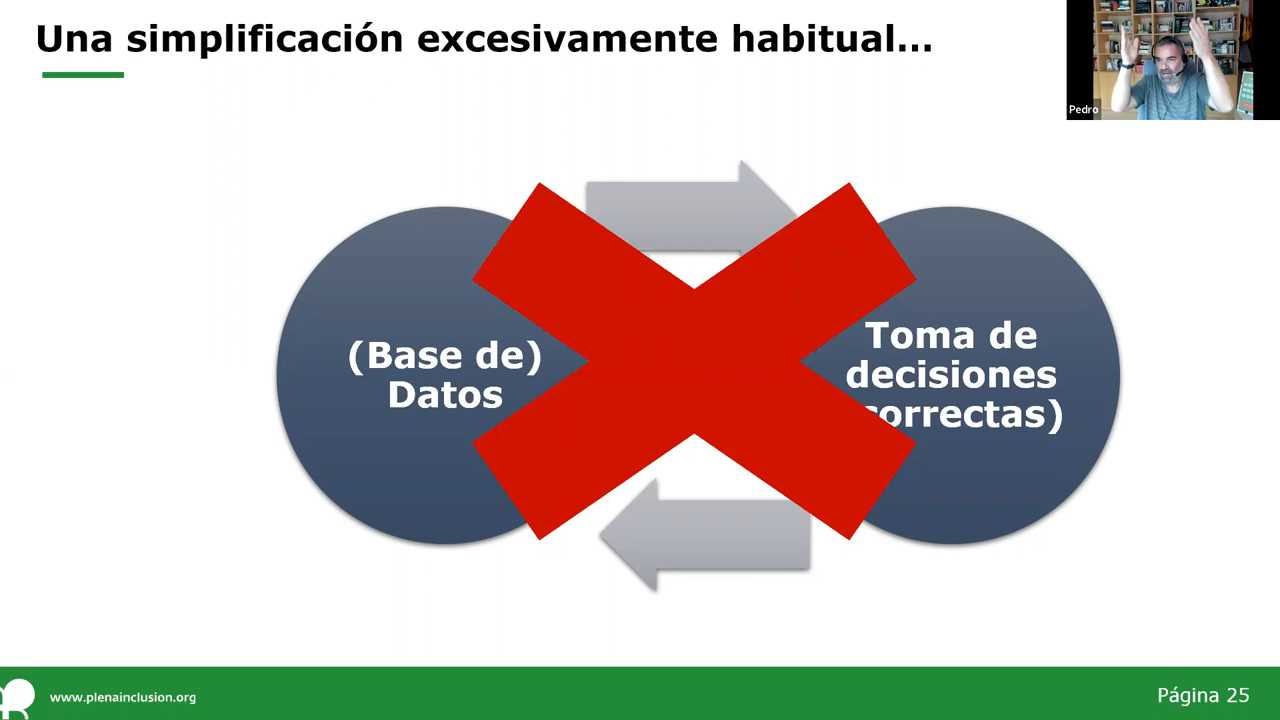 Una simplificación excesivamente habitual...
Pedro
(Base de)
Datos
Toma de
decisiones
correctas)
www.plenainclusion.org
Página 25